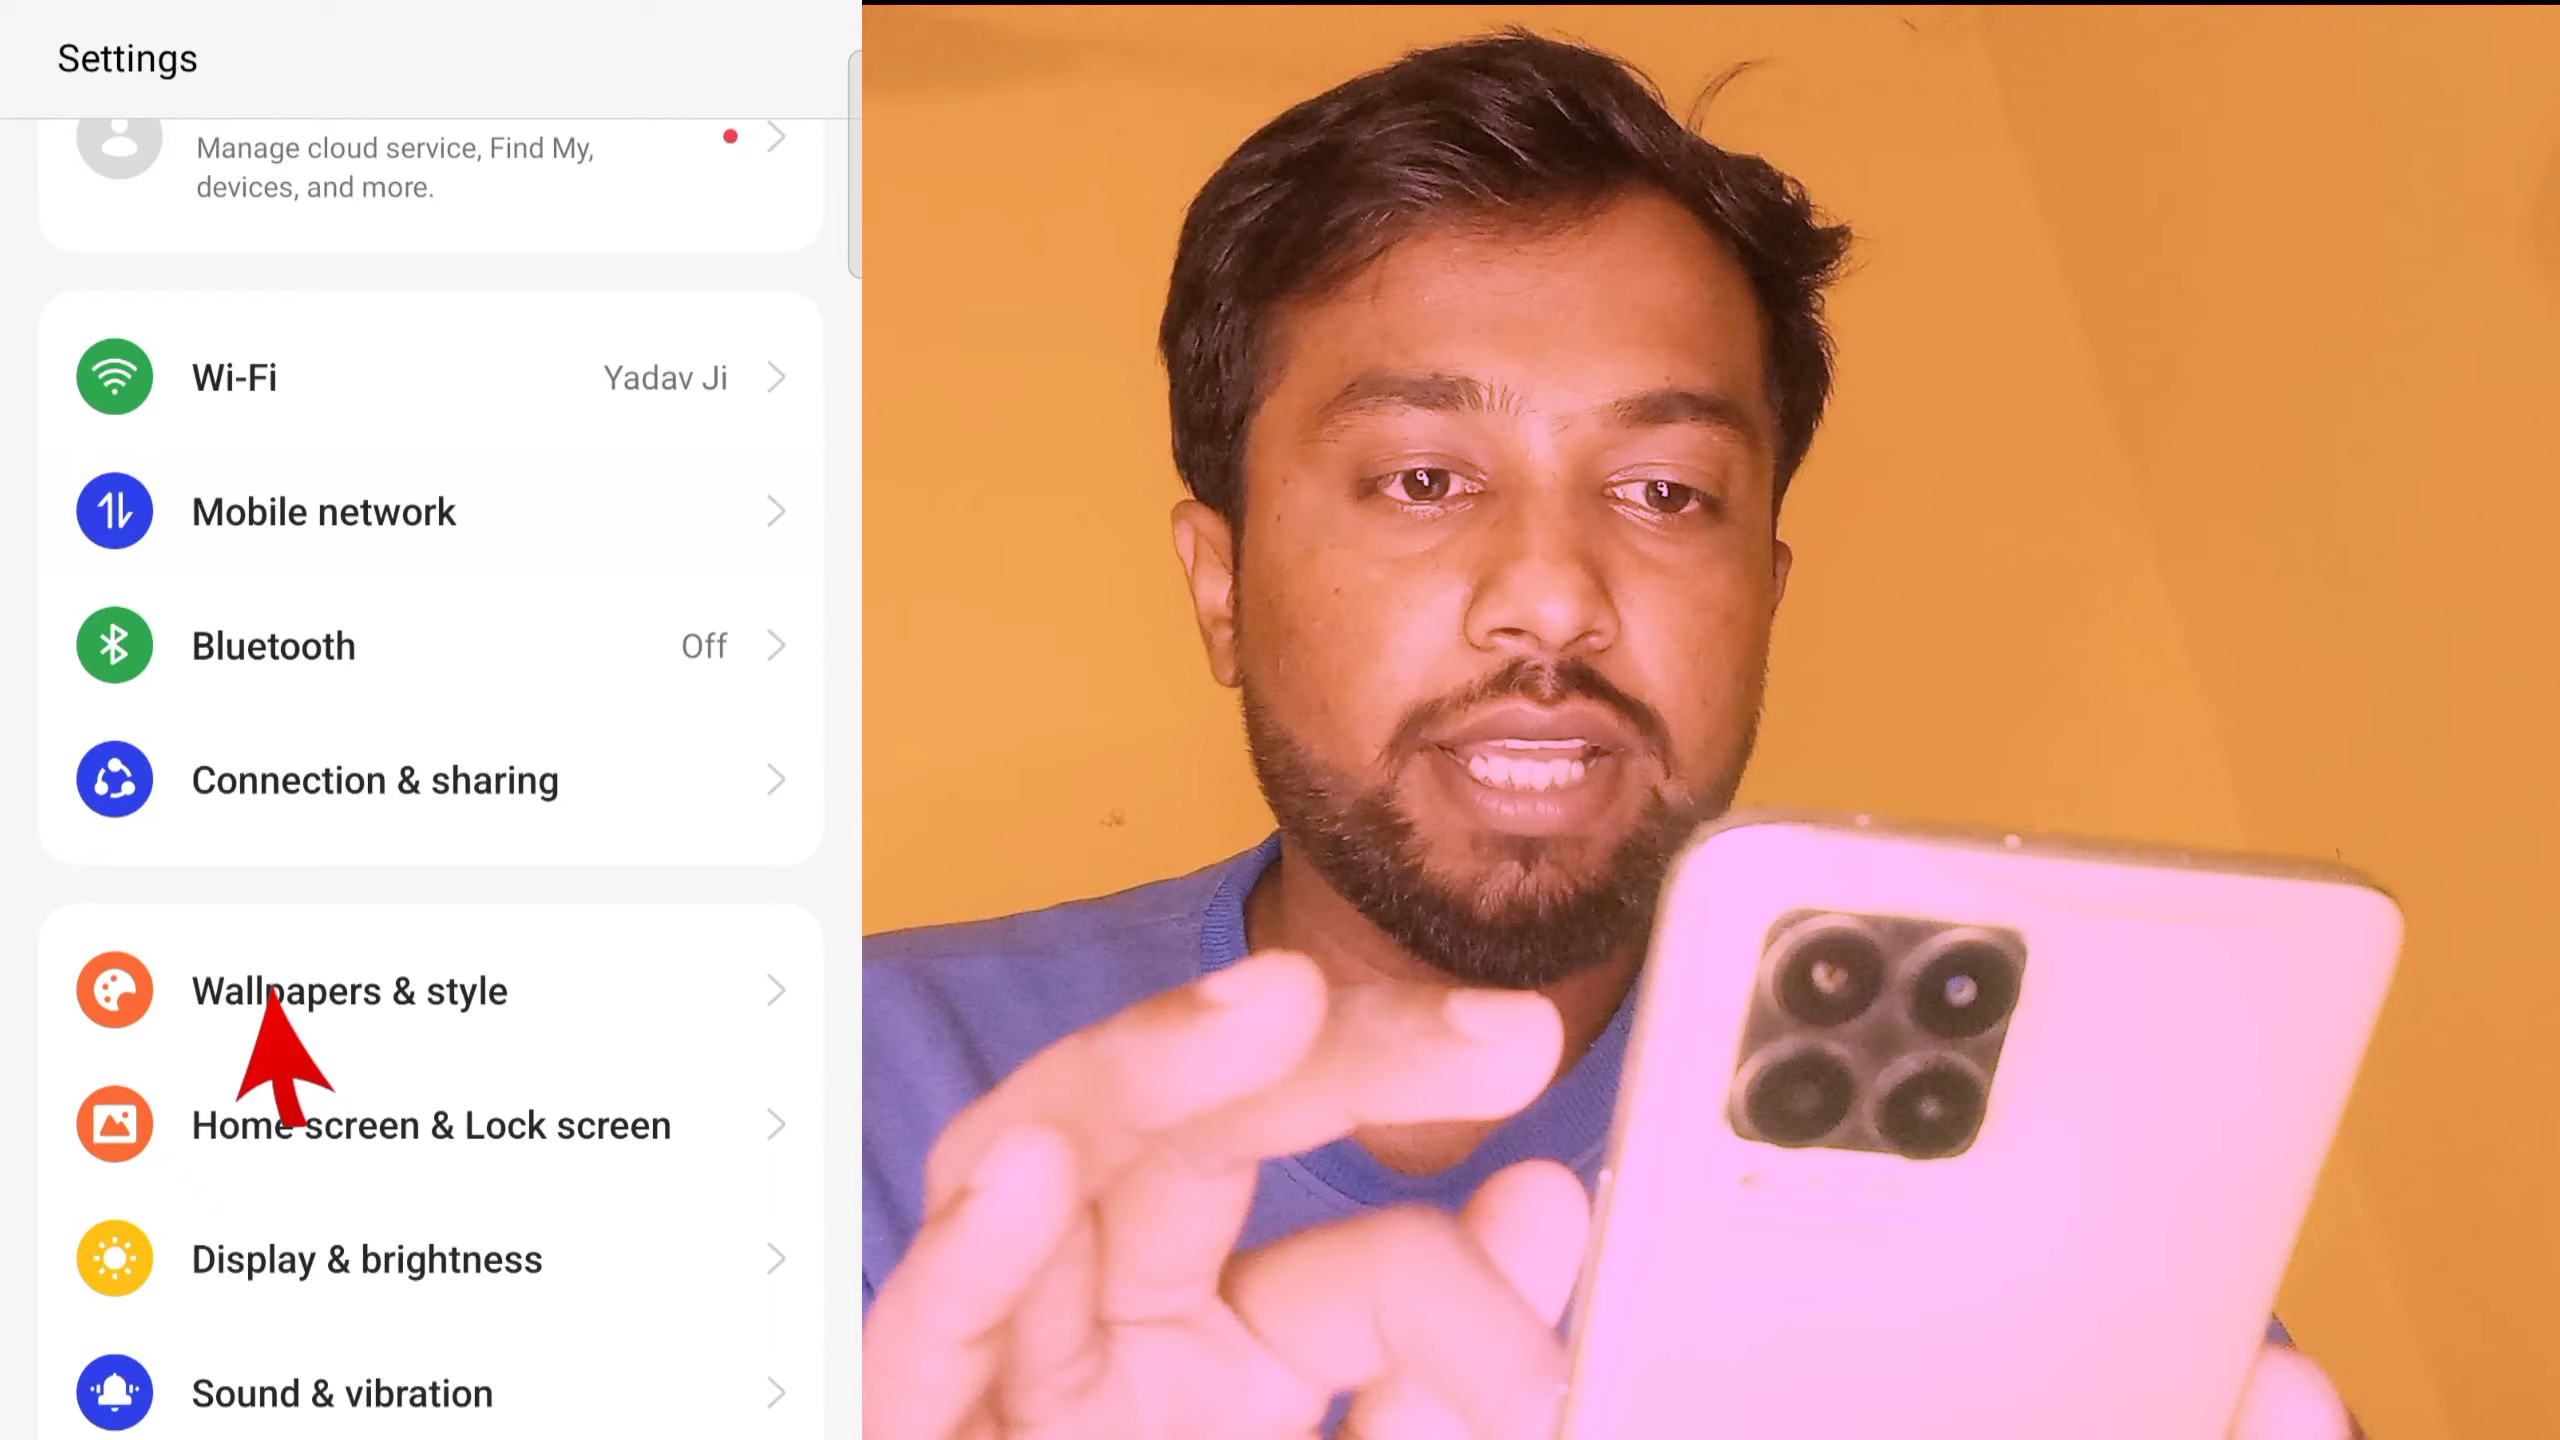 Settings
Manage cloud service, Find My,
devices, and more.
Wi-Fi
Yadav Ji
Mobile network
Bluetooth
Off
Connection & sharing
Wallpapers & style
Home screen & Lock screen
Display & brightness
Sound & vibration